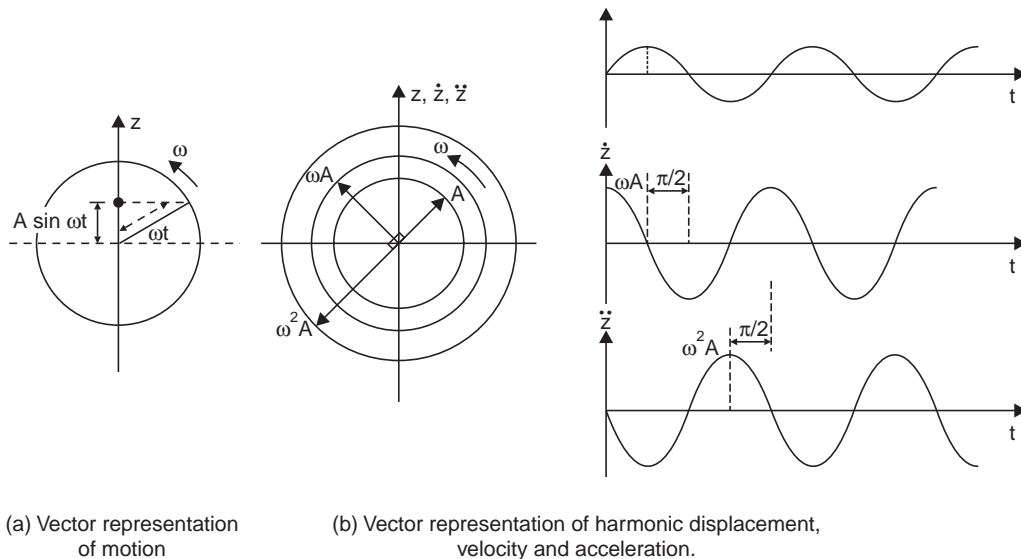 z
ω
A sin ωt
ωt
z, ż, z̈
ω
ωA
A
ω²A
t
ż
ωA
π/2
t
z̈
ω²A
π/2
t
(a) Vector representation
of motion
(b) Vector representation of harmonic displacement,
velocity and acceleration.